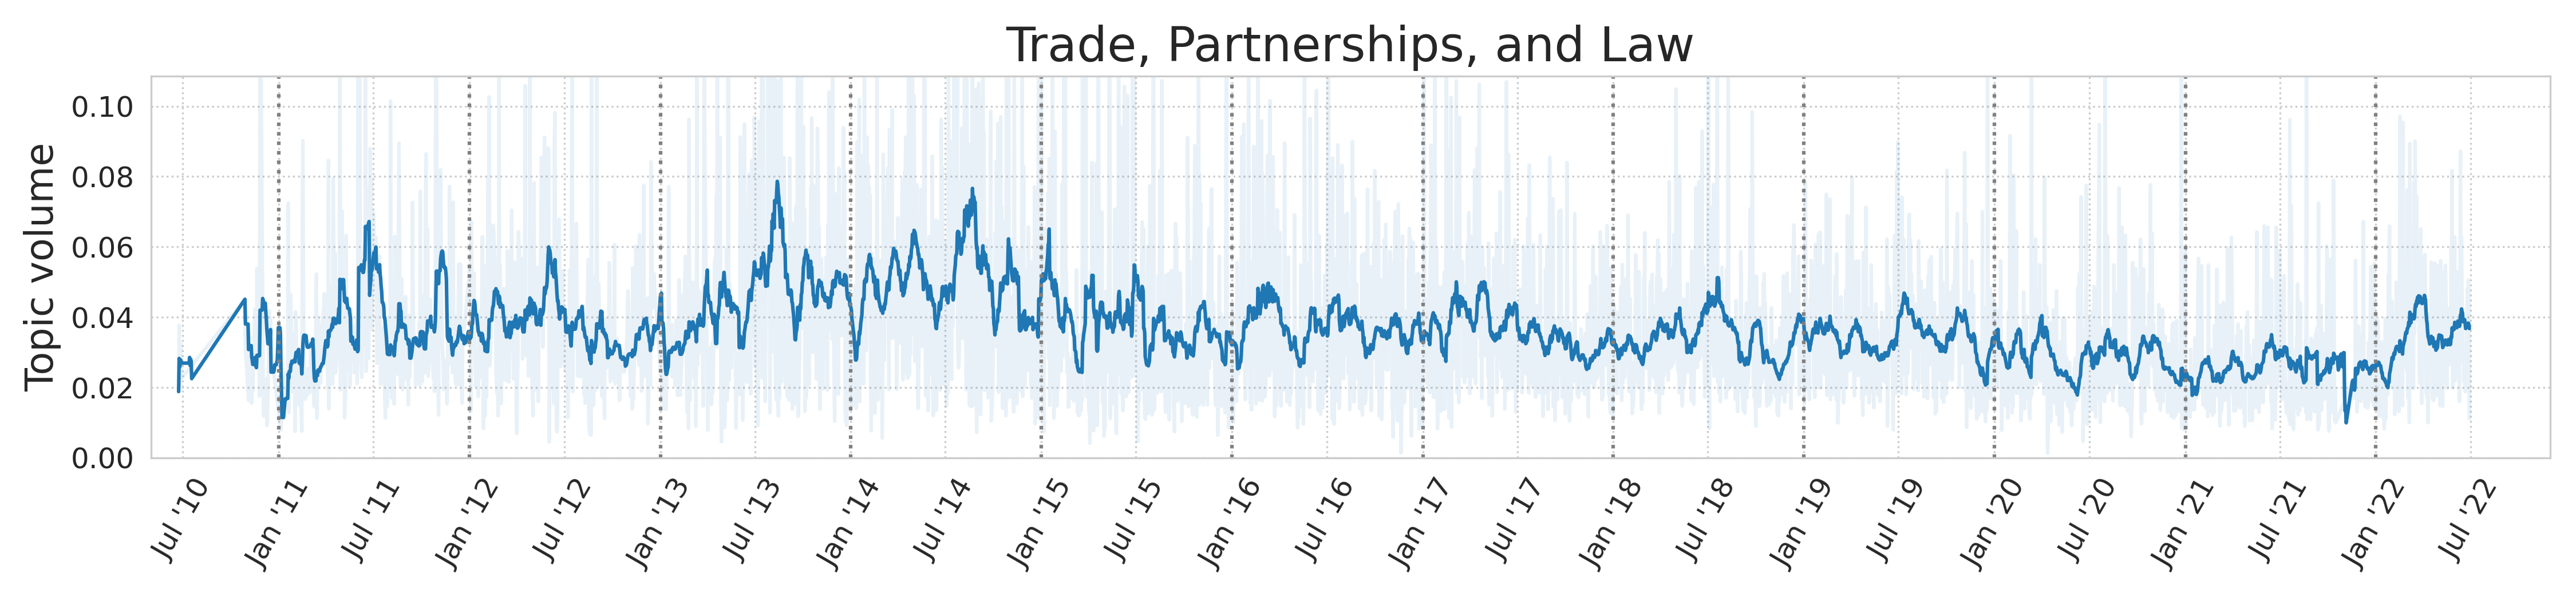 Trade, Partnerships, and Law
Topic volume
0.10
0.08
0.06
0.04
0.02
0.00
Jul '10
Jan '11
Jul '11
Jan '12
Jul '12
Jan '13
Jul '13
Jan '14
Jul '14
Jan '15
Jul '15
Jan '16
Jul '16
Jan '17
Jul '17
Jan '18
Jul '18
Jan '19
Jul '19
Jan '20
Jul '20
Jan '21
Jul '21
Jan '22
Jul '22